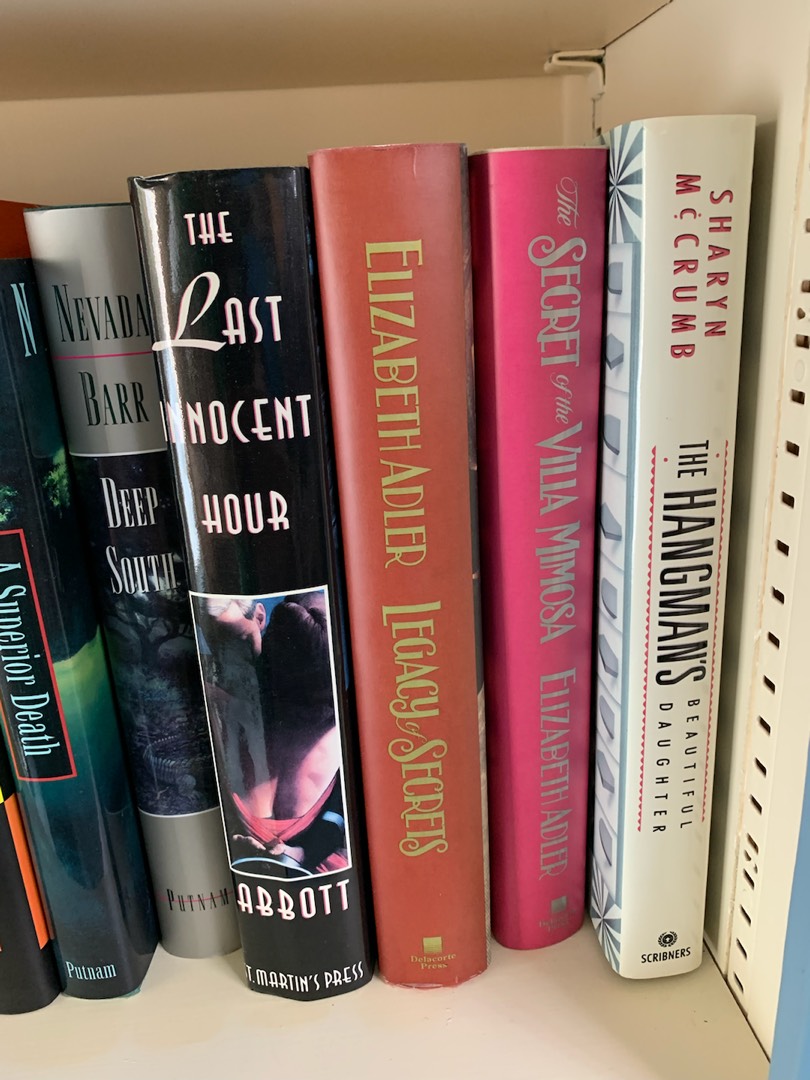 N
A Superior Death
Putnam
NEVADA
BARR
DEEP
SOUTH
PUTNAM
THE
LAST
INNOCENT
HOUR
ABBOTT
ST. MARTIN'S PRESS
ELIZABETH ADLER LEGACY of SECRETS
Delacorte
Press
The SECRET of the VILLA MIMOSA ELIZABETH ADLER
Delacorte
Press
SHARYN
McCRUMB
THE HANGMAN'S
BEAUTIFUL
DAUGHTER
SCRIBNERS